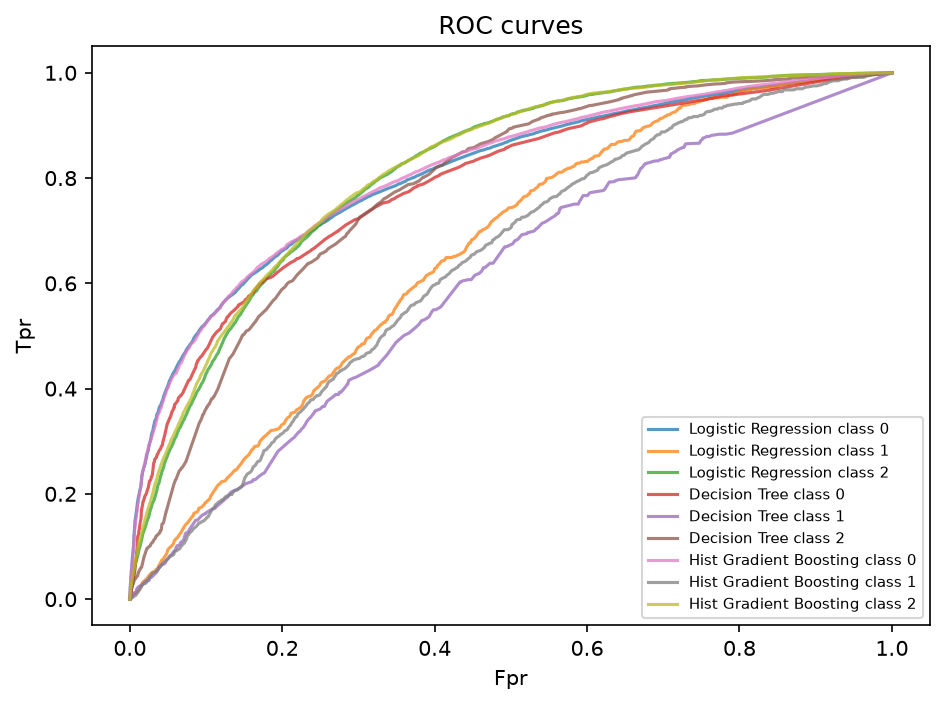 ROC curves
Tpr
1.0
0.8
0.6
0.4
0.2
0.0
Logistic Regression class 0
Logistic Regression class 1
Logistic Regression class 2
Decision Tree class 0
Decision Tree class 1
Decision Tree class 2
Hist Gradient Boosting class 0
Hist Gradient Boosting class 1
Hist Gradient Boosting class 2
0.0 0.2 0.4 0.6 0.8 1.0
Fpr